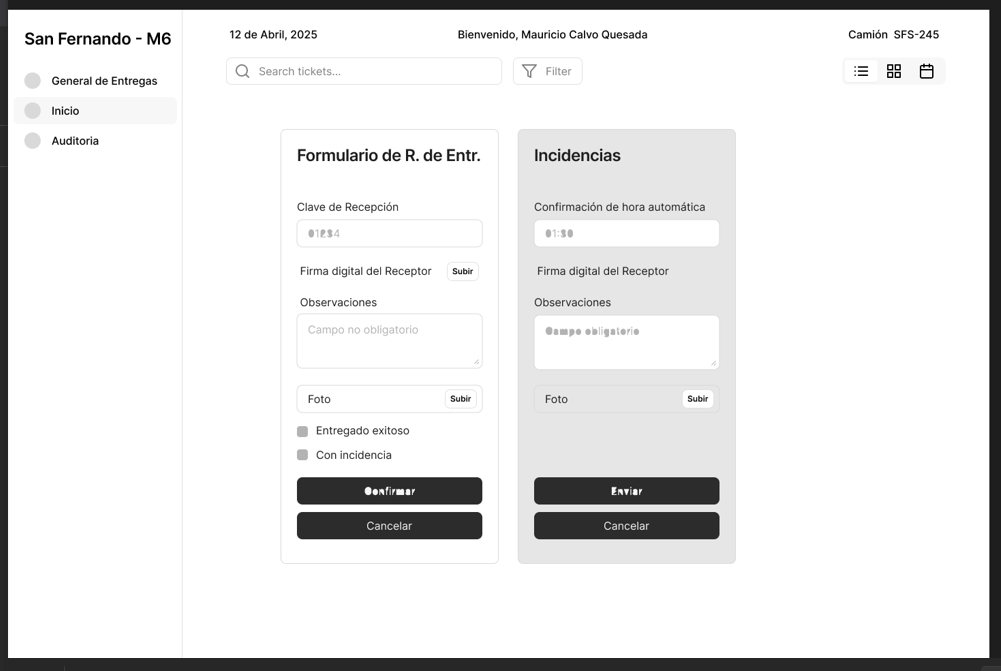 San Fernando - M6
General de Entregas
Inicio
Auditoria
12 de Abril, 2025
Bienvenido, Mauricio Calvo Quesada
Camión SFS-245
Search tickets...
Filter
Formulario de R. de Entr.
Clave de Recepción
01234
Firma digital del Receptor
Subir
Observaciones
Campo no obligatorio
Foto
Subir
Entregado exitoso
Con incidencia
Confirmar
Cancelar
Incidencias
Confirmación de hora automática
Firma digital del Receptor
Observaciones
Campo obligatorio
Foto
Subir
Enviar
Cancelar